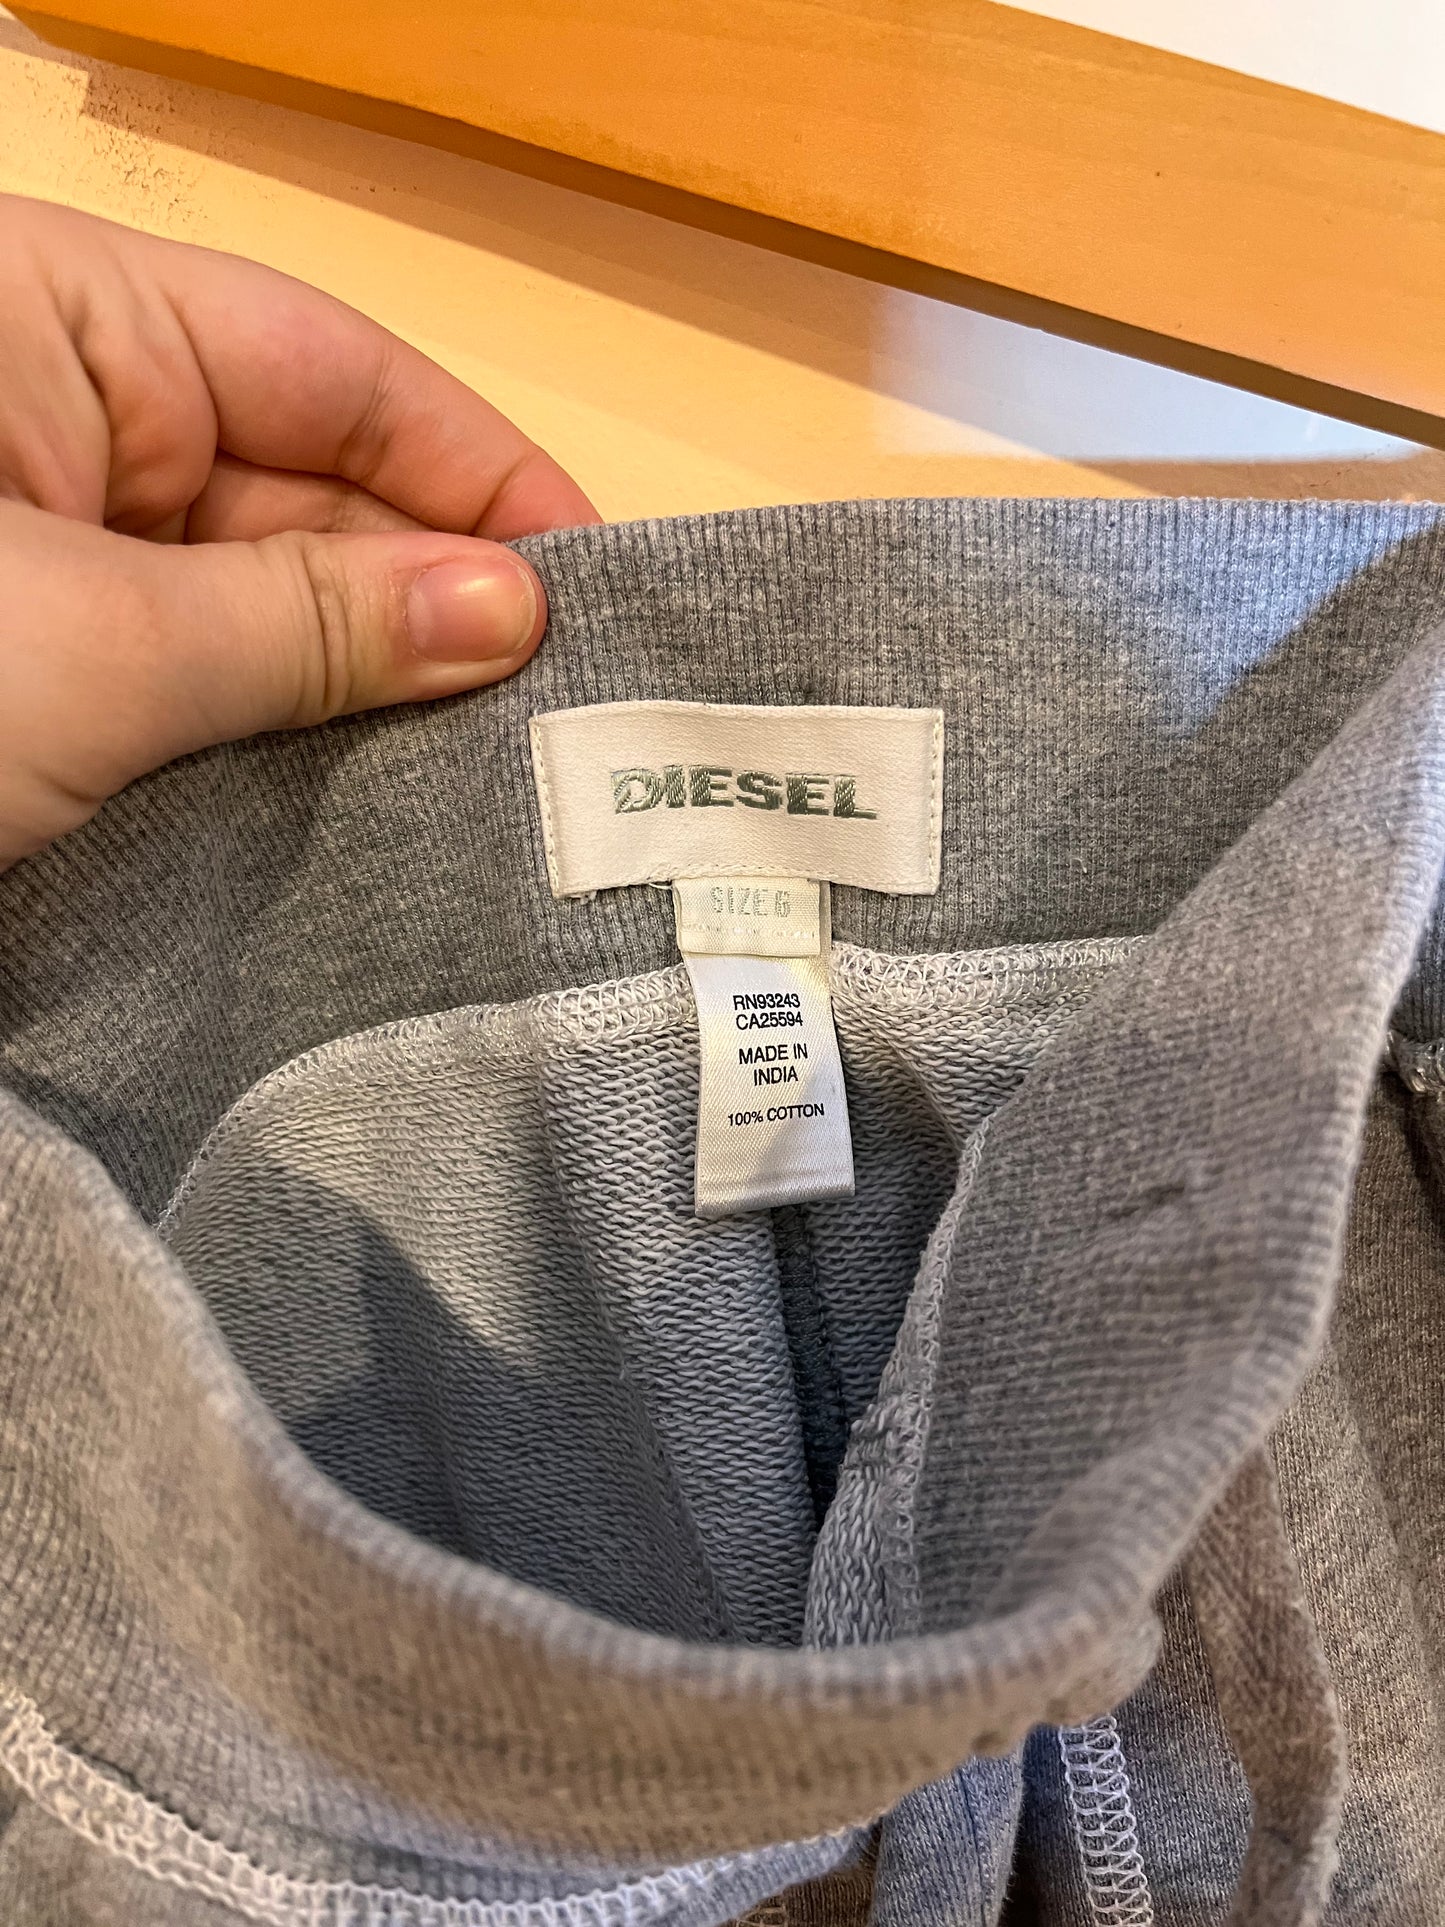 DIESEL
SIZE 6
RN93243
CA25594
MADE IN
INDIA
100% COTTON